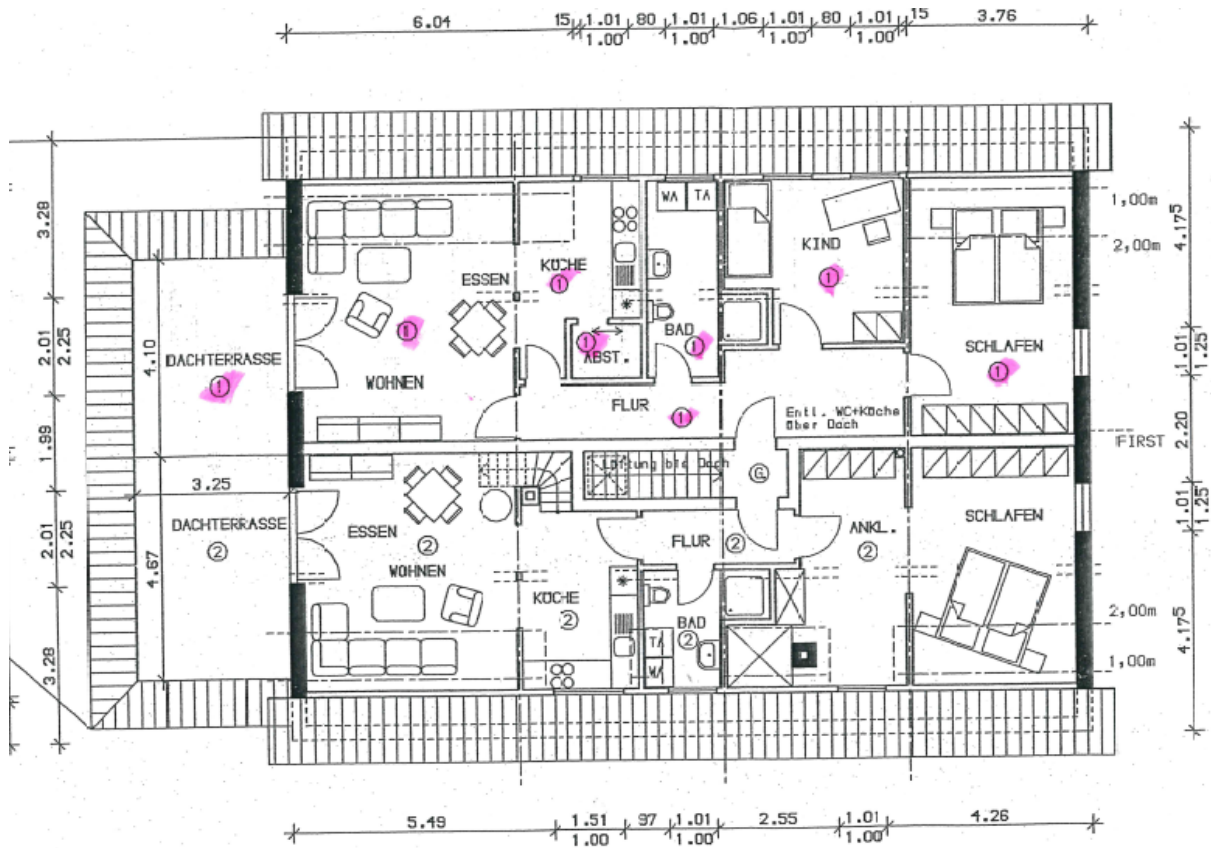 6.04 15 1.01 80 1.01 1.06 1.01 80 1.01 15 3.76
1.00 1.00 1.00 1.00
3.28
2.01
2.25
1.99
2.01
2.25
3.28
4.10
3.25
4.67
4.175
1.01
1.25
2.20
1.01
1.25
4.175
1,00m
2,00m
FIRST
2,00m
1,00m
WA TA
KIND
1
KÜCHE
1
ESSEN
1
WOHNEN
BAD
1
1
ABST.
SCHLAFEN
1
DACHTERRASSE
1
FLUR
1
Entl. WC+Küche
über Dach
Lüftung bis Dach
G
DACHTERRASSE
2
ESSEN
2
WOHNEN
FLUR 2
ANKL.
2
SCHLAFEN
KÜCHE
2
BAD
2
TA
WA
5.49 1.51 97 1.01 2.55 1.01 4.26
1.00 1.00 1.00